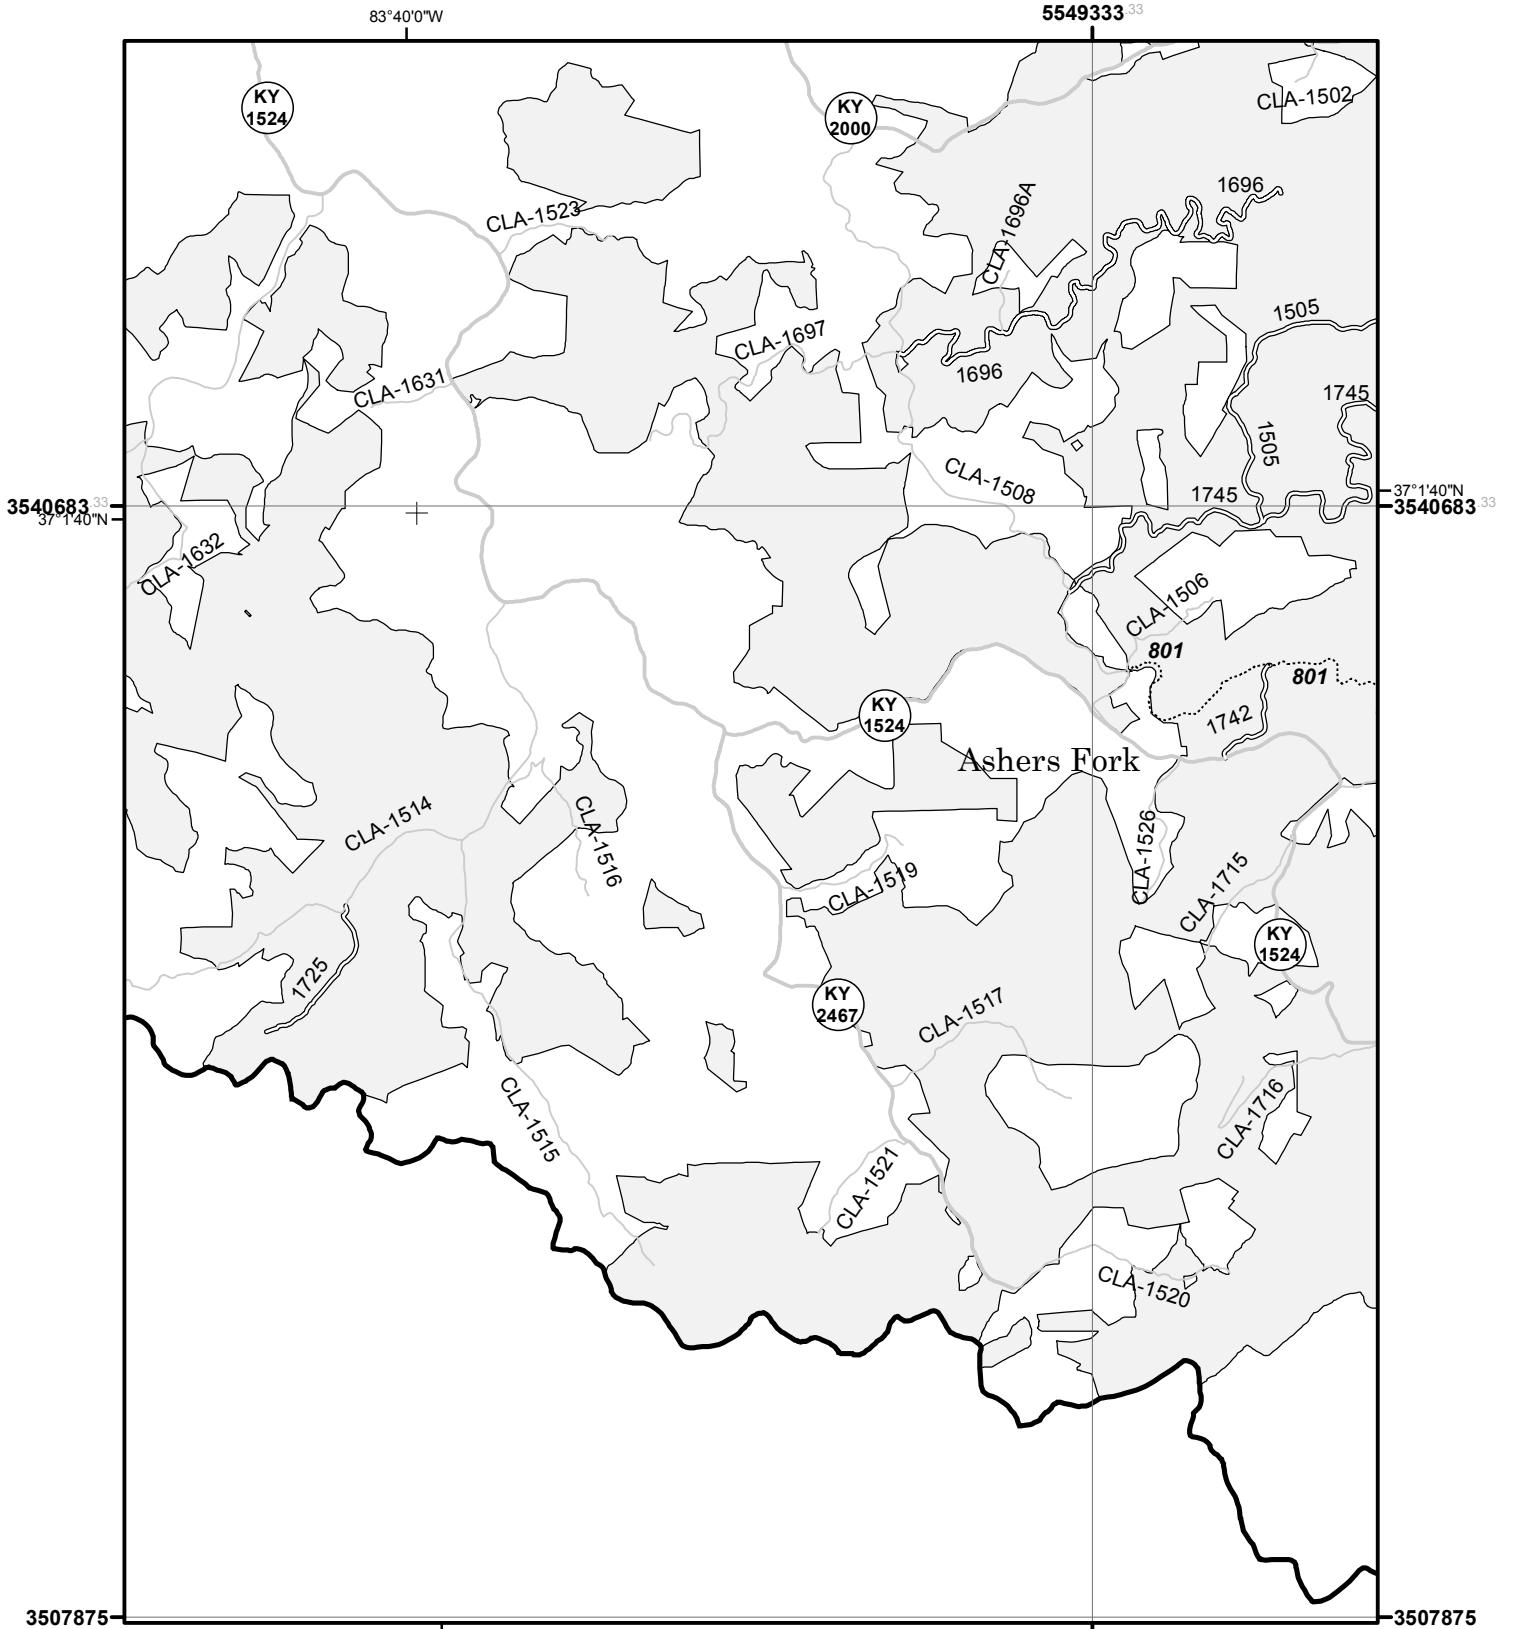 83°40'0"W
5549333.33
KY
1524
KY
2000
CLA-1502
CLA-1523
CLA-1696A
1696
1505
CLA-1697
1696
CLA-1631
1745
1505
CLA-1508
1745
3540683.33
37°1'40"N
37°1'40"N
3540683.33
CLA-1632
CLA-1506
801
801
KY
1524
1742
Ashers Fork
CLA-1514
CLA-1516
CLA-1526
CLA-1519
CLA-1715
KY
1524
1725
KY
2467
CLA-1517
CLA-1515
CLA-1716
CLA-1521
CLA-1520
3507875
3507875